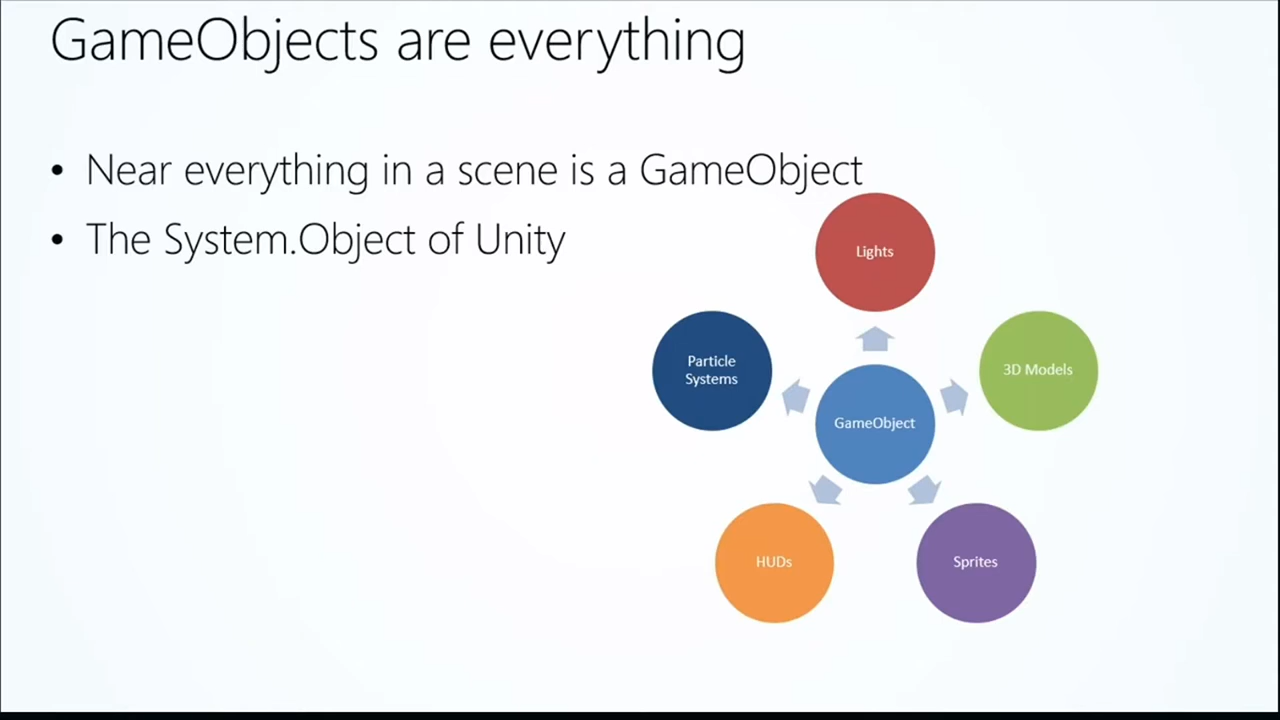 GameObjects are everything
• Near everything in a scene is a GameObject
• The System.Object of Unity
Lights
Particle
Systems
3D Models
GameObject
HUDs
Sprites